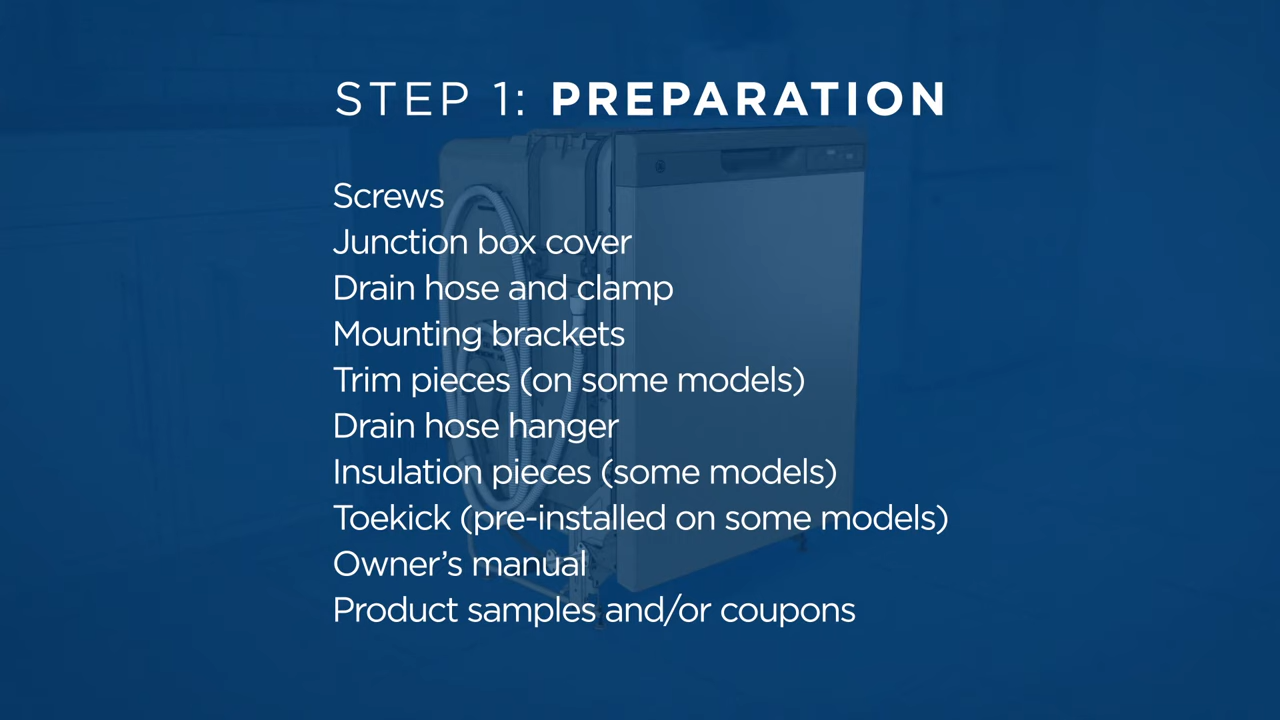 STEP 1: PREPARATION
Screws
Junction box cover
Drain hose and clamp
Mounting brackets
Trim pieces (on some models)
Drain hose hanger
Insulation pieces (some models)
Toekick (pre-installed on some models)
Owner’s manual
Product samples and/or coupons